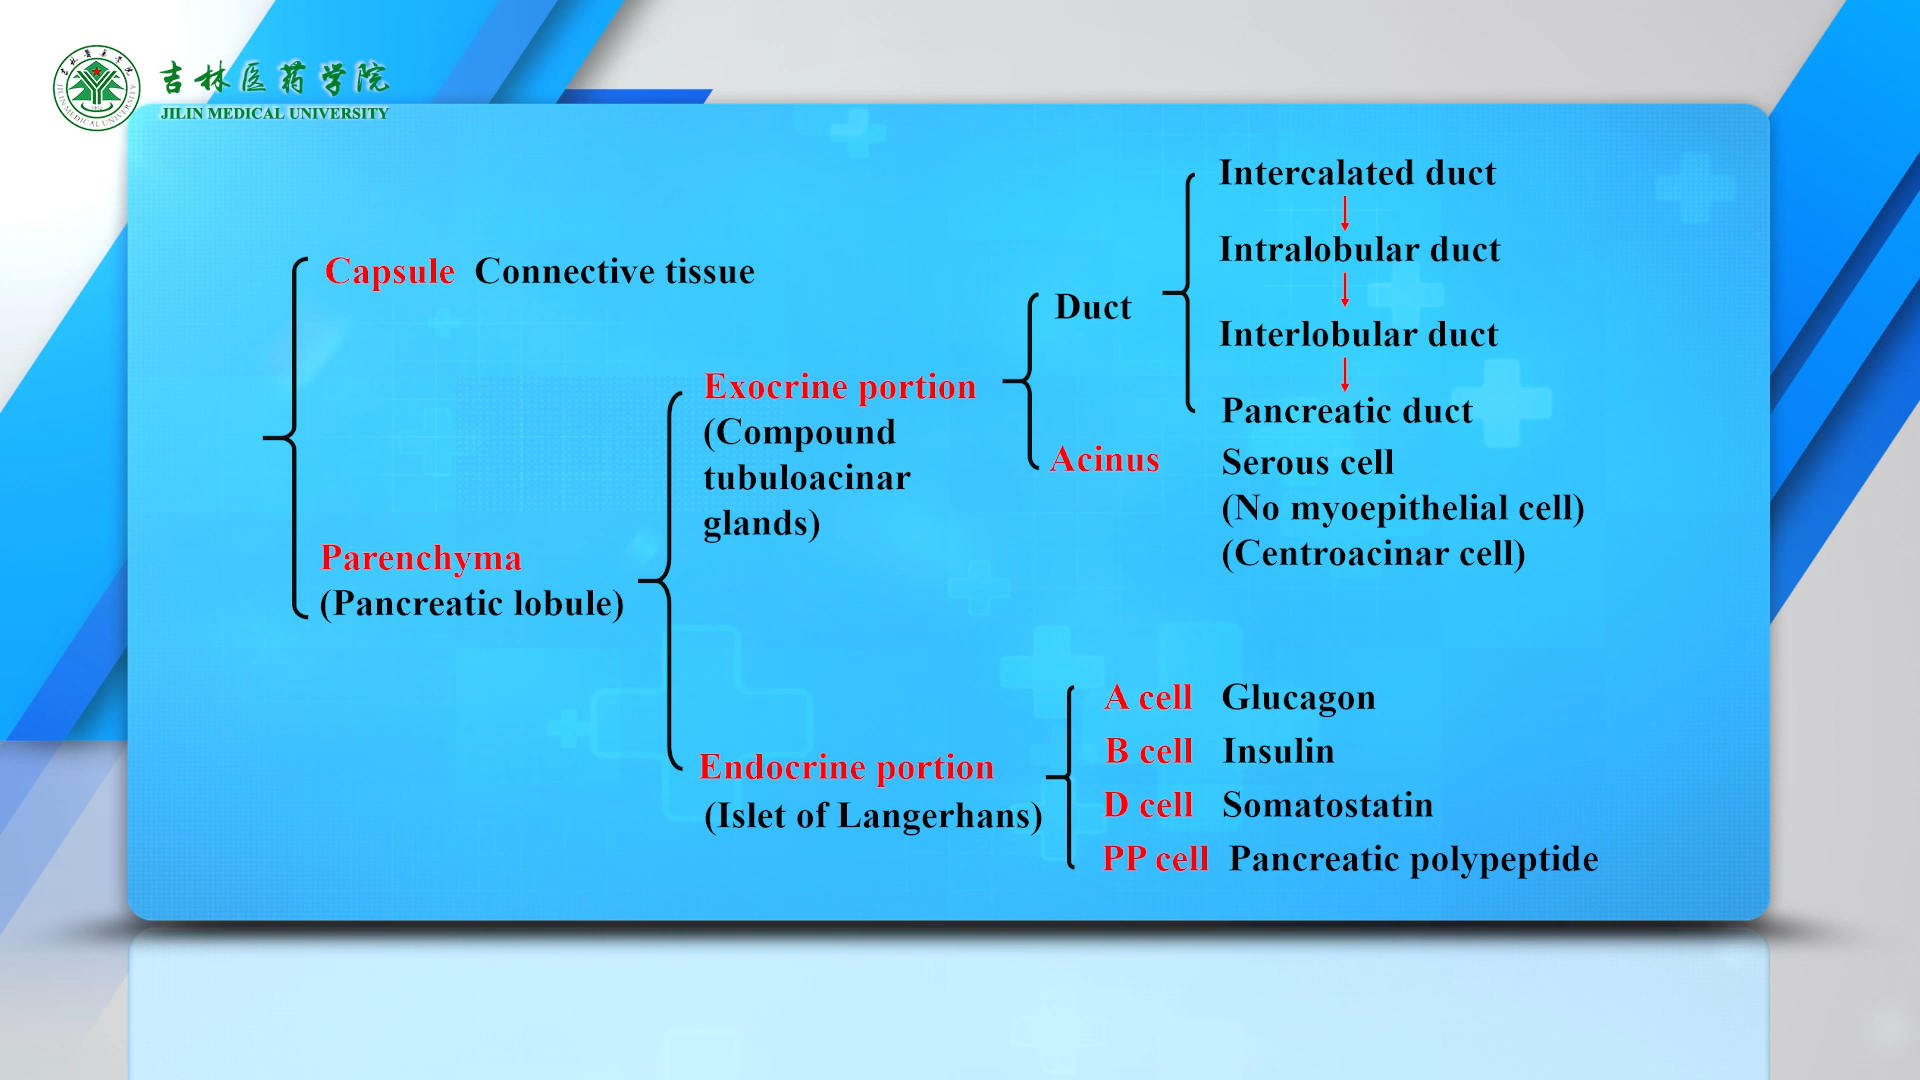 吉林医药学院
JILIN MEDICAL UNIVERSITY
Capsule Connective tissue
Parenchyma
(Pancreatic lobule)
Exocrine portion
(Compound
tubuloacinar
glands)
Duct
Intercalated duct
Intralobular duct
Interlobular duct
Pancreatic duct
Acinus
Serous cell
(No myoepithelial cell)
(Centroacinar cell)
Endocrine portion
(Islet of Langerhans)
A cell Glucagon
B cell Insulin
D cell Somatostatin
PP cell Pancreatic polypeptide